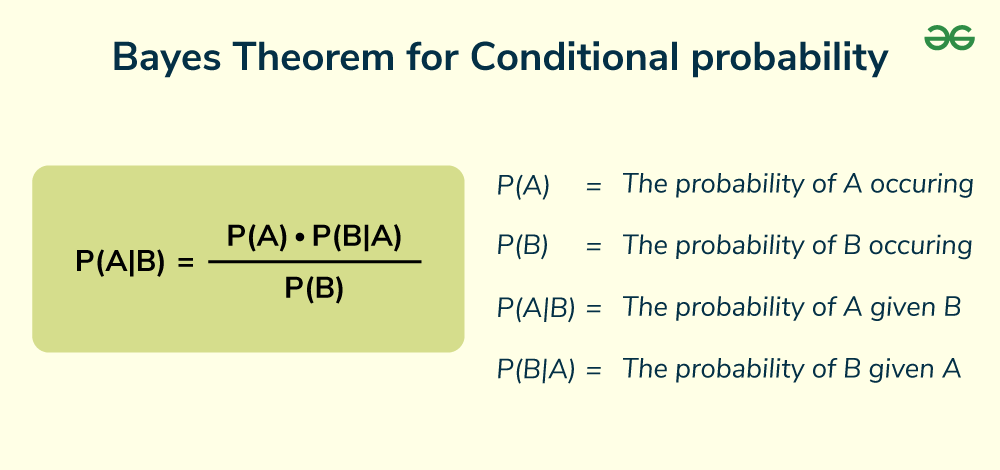 Bayes Theorem for Conditional probability
P(A|B) = P(A) • P(B|A) / P(B)
P(A) = The probability of A occuring
P(B) = The probability of B occuring
P(A|B) = The probability of A given B
P(B|A) = The probability of B given A